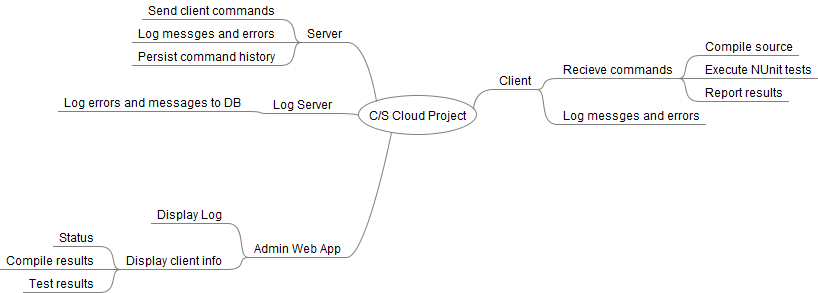 C/S Cloud Project
Server
Send client commands
Log messges and errors
Persist command history
Log Server
Log errors and messages to DB
Admin Web App
Display Log
Display client info
Status
Compile results
Test results
Client
Recieve commands
Compile source
Execute NUnit tests
Report results
Log messges and errors